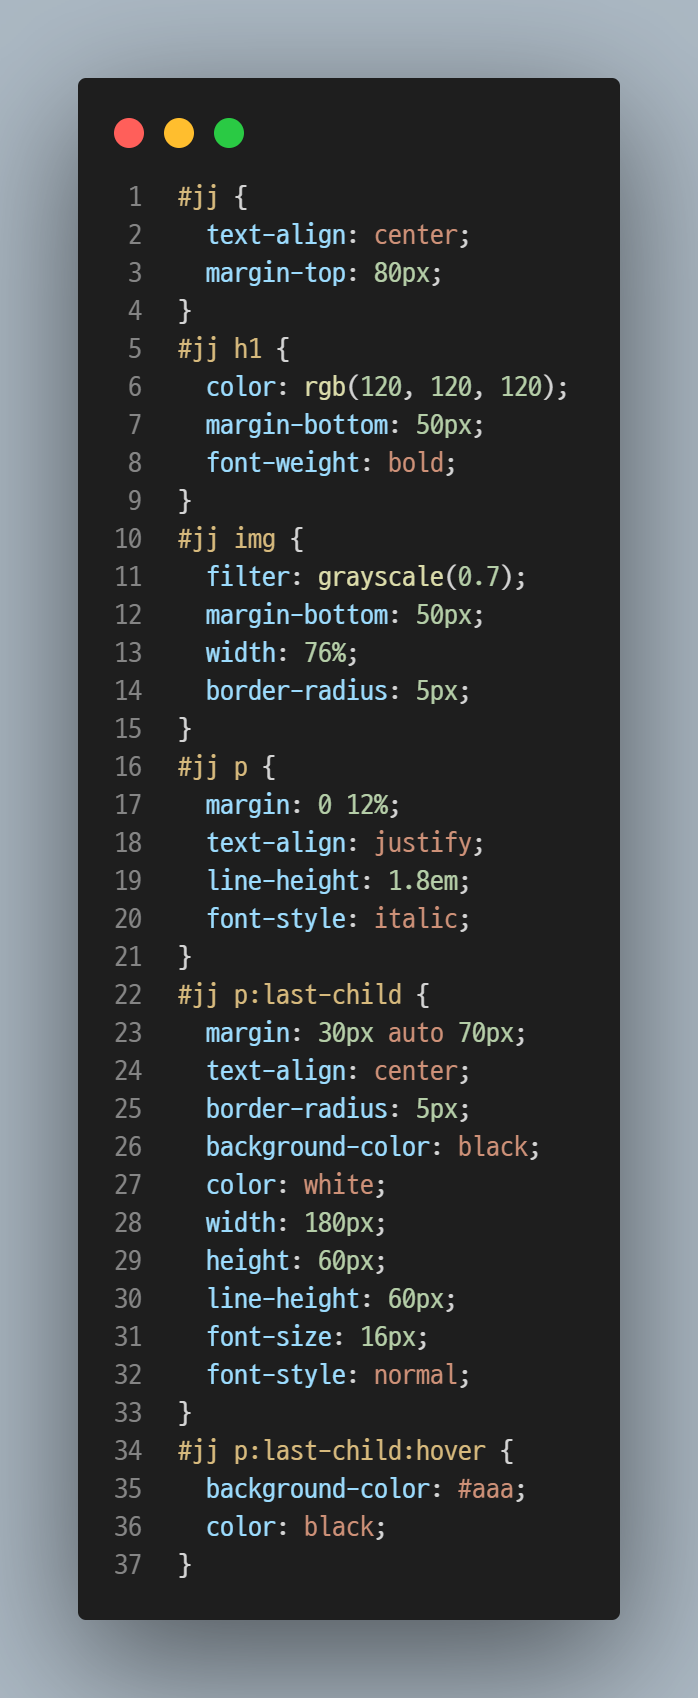 1 #jj {
2   text-align: center;
3   margin-top: 80px;
4 }
5 #jj h1 {
6   color: rgb(120, 120, 120);
7   margin-bottom: 50px;
8   font-weight: bold;
9 }
10 #jj img {
11   filter: grayscale(0.7);
12   margin-bottom: 50px;
13   width: 76%;
14   border-radius: 5px;
15 }
16 #jj p {
17   margin: 0 12%;
18   text-align: justify;
19   line-height: 1.8em;
20   font-style: italic;
21 }
22 #jj p:last-child {
23   margin: 30px auto 70px;
24   text-align: center;
25   border-radius: 5px;
26   background-color: black;
27   color: white;
28   width: 180px;
29   height: 60px;
30   line-height: 60px;
31   font-size: 16px;
32   font-style: normal;
33 }
34 #jj p:last-child:hover {
35   background-color: #aaa;
36   color: black;
37 }